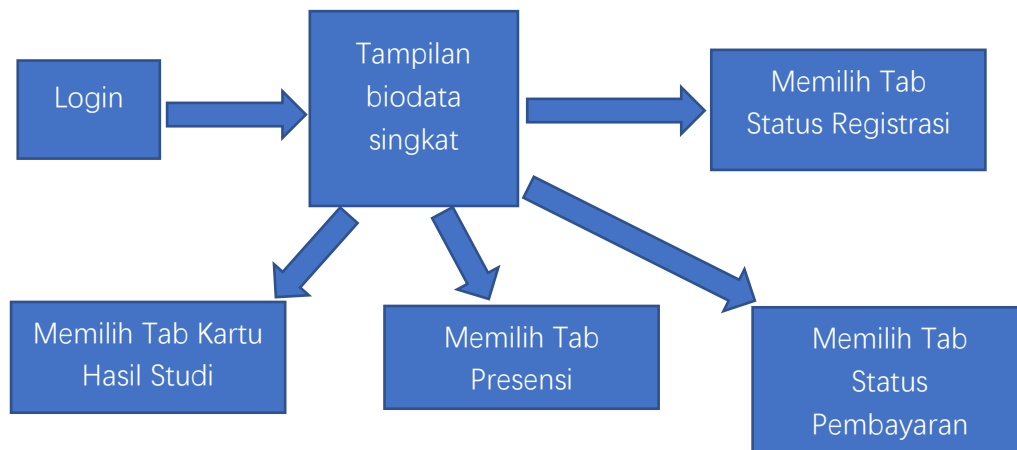 Login
Tampilan
biodata
singkat
Memilih Tab
Status Registrasi
Memilih Tab Kartu
Hasil Studi
Memilih Tab
Presensi
Memilih Tab
Status
Pembayaran